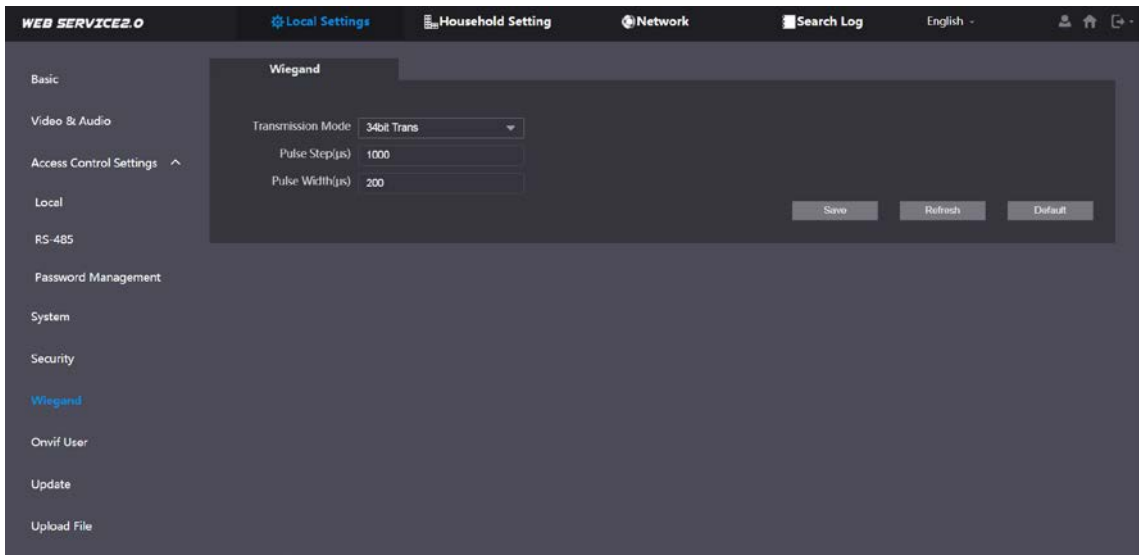 WEB SERVICE2.0 Local Settings Household Setting Network Search Log English
Basic
Video & Audio
Access Control Settings
Local
RS-485
Password Management
System
Security
Wiegand
Onvif User
Update
Upload File
Wiegand
Transmission Mode 34bit Trans
Pulse Step(μs) 1000
Pulse Width(μs) 200
Save Refresh Default